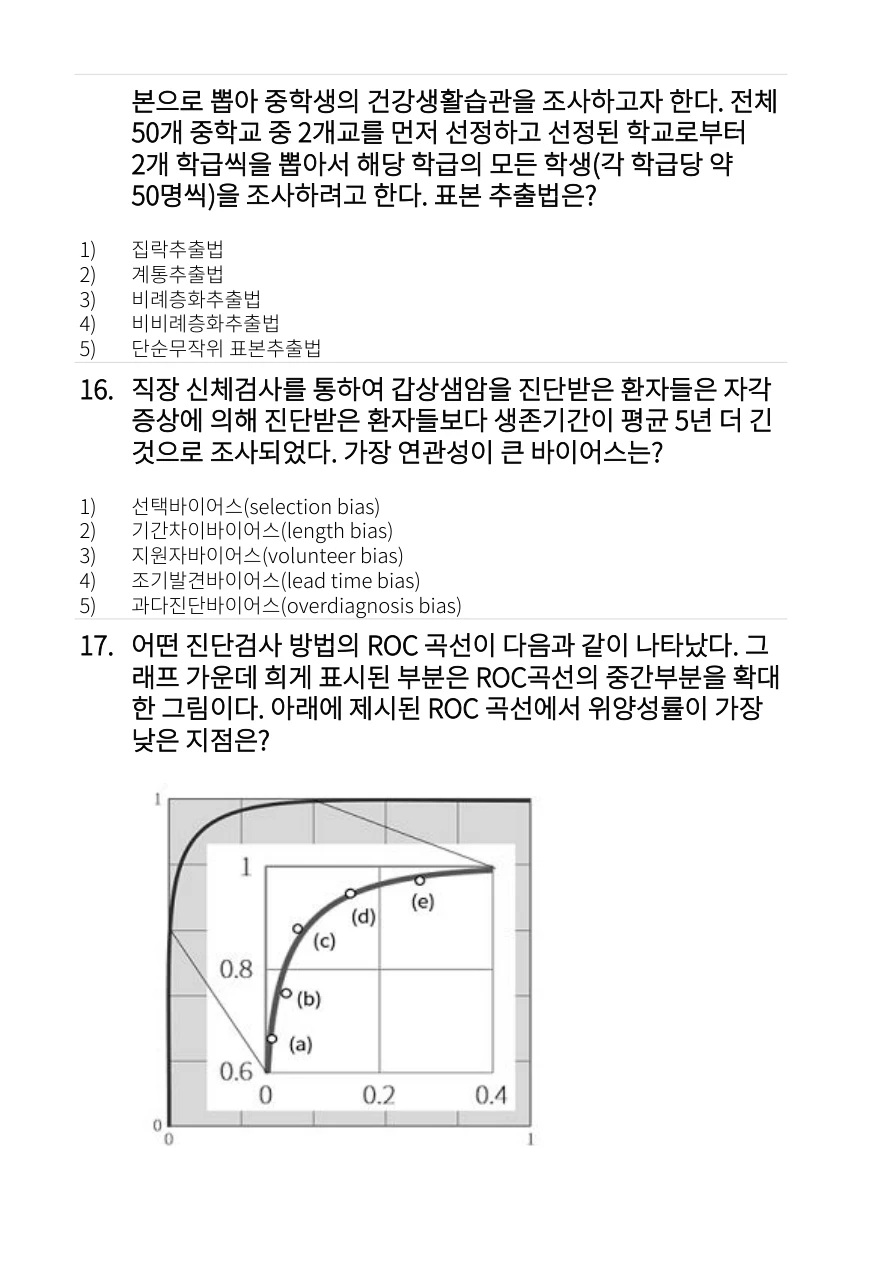 본으로 뽑아 중학생의 건강생활습관을 조사하고자 한다. 전체
50개 중학교 중 2개교를 먼저 선정하고 선정된 학교로부터
2개 학급씩을 뽑아서 해당 학급의 모든 학생(각 학급당 약
50명씩)을 조사하려고 한다. 표본 추출법은?
1) 집락추출법
2) 계통추출법
3) 비례층화추출법
4) 비비례층화추출법
5) 단순무작위 표본추출법
16. 직장 신체검사를 통하여 갑상샘암을 진단받은 환자들은 자각
증상에 의해 진단받은 환자들보다 생존기간이 평균 5년 더 긴
것으로 조사되었다. 가장 연관성이 큰 바이어스는?
1) 선택바이어스(selection bias)
2) 기간차이바이어스(length bias)
3) 지원자바이어스(volunteer bias)
4) 조기발견바이어스(lead time bias)
5) 과다진단바이어스(overdiagnosis bias)
17. 어떤 진단검사 방법의 ROC 곡선이 다음과 같이 나타났다. 그
래프 가운데 희게 표시된 부분은 ROC곡선의 중간부분을 확대
한 그림이다. 아래에 제시된 ROC 곡선에서 위양성률이 가장
낮은 지점은?
1
1
(e)
(d)
(c)
0.8
(b)
(a)
0.6
0 0.2 0.4
0
0 1